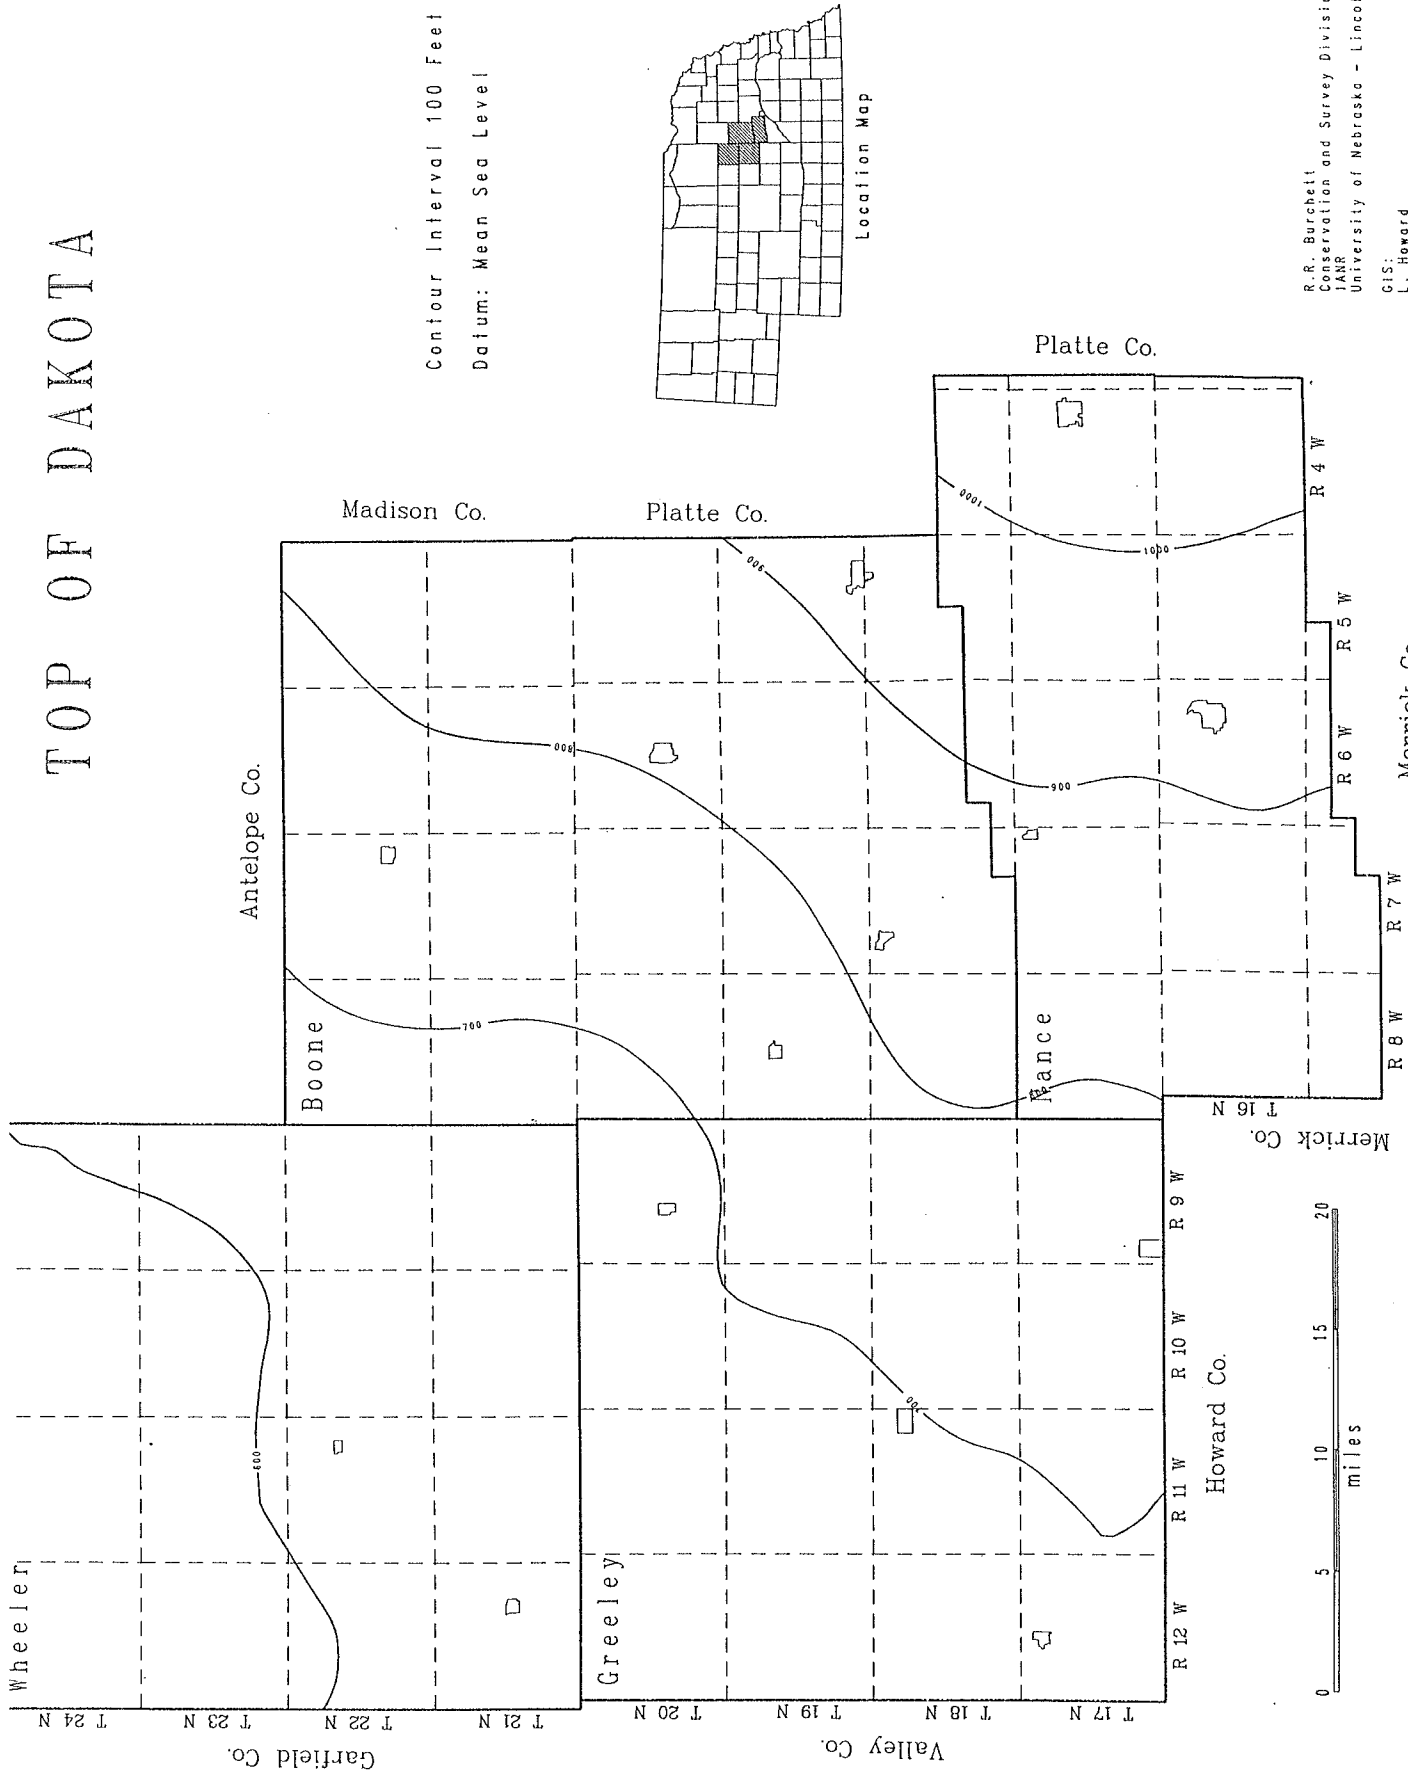 TOP OF DAKOTA
Contour Interval 100 Feet
Datum: Mean Sea Level
Location Map
Wheeler
Antelope Co.
Madison Co.
Platte Co.
Platte Co.
Boone
Greeley
Nance
Garfield Co.
Valley Co.
Howard Co.
Merrick Co.
Merrick Co.
T 24 N
T 23 N
T 22 N
T 21 N
T 20 N
T 19 N
T 18 N
T 17 N
T 16 N
R 12 W
R 11 W
R 10 W
R 9 W
R 8 W
R 7 W
R 6 W
R 5 W
R 4 W
600
700
800
900
900
1000
1000
0 5 10 15 20
miles
R.R. Burchett
Conservation and Survey
IANR
University of Nebraska -
GIS:
L. Howard